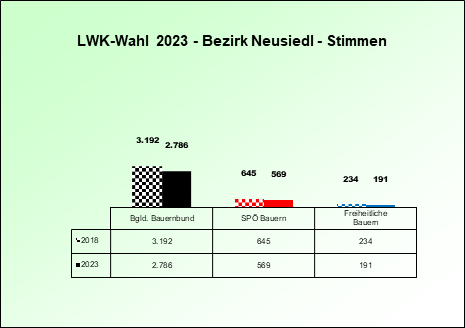 LWK-Wahl 2023 - Bezirk Neusiedl - Stimmen
3.192
2.786
645
569
234
191
Bgld. Bauernbund
SPÖ Bauern
Freiheitliche
Bauern
2018
3.192
645
234
2023
2.786
569
191